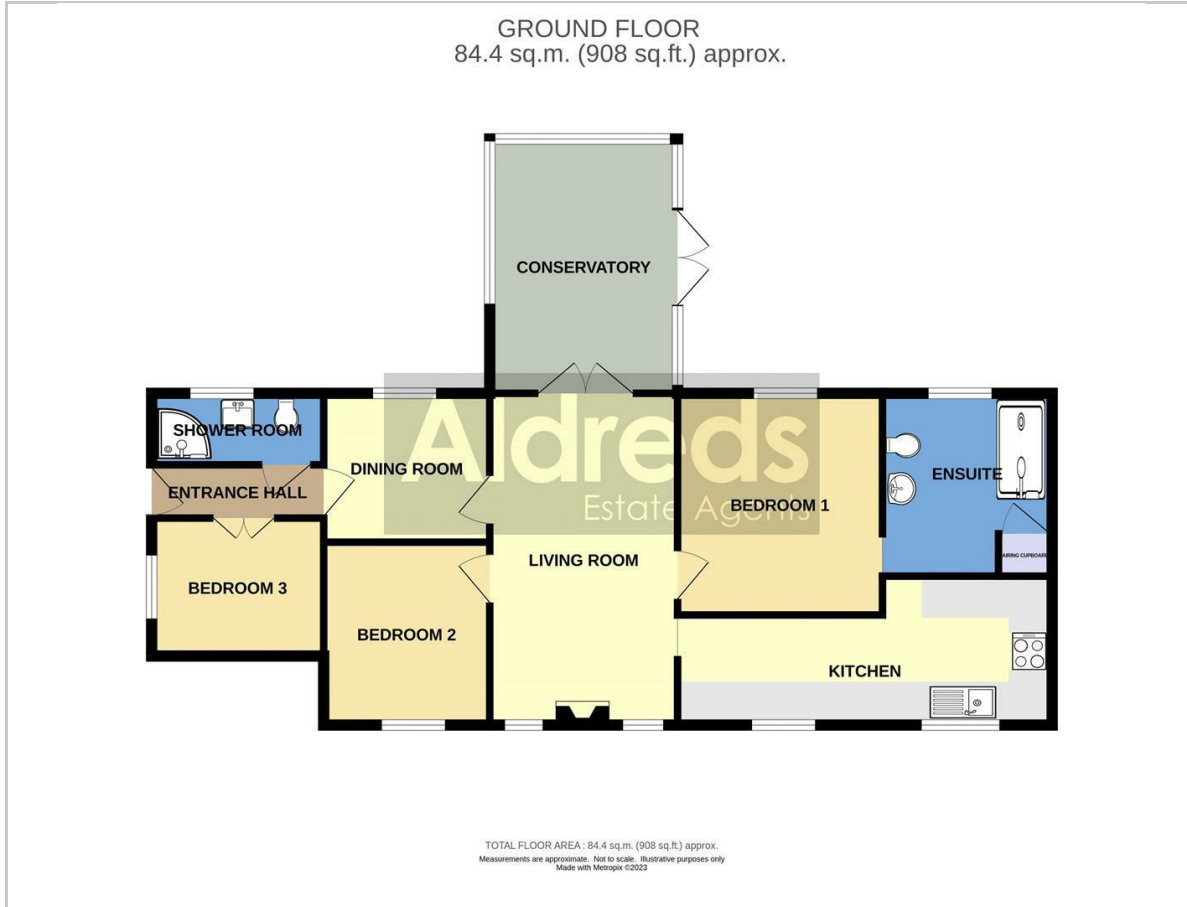 GROUND FLOOR
84.4 sq.m. (908 sq.ft.) approx.
CONSERVATORY
SHOWER ROOM
DINING ROOM
ENTRANCE HALL
BEDROOM 3
BEDROOM 2
LIVING ROOM
BEDROOM 1
ENSUITE
AIRING CUPBOARD
KITCHEN
Aldreds
Estate Agents
TOTAL FLOOR AREA : 84.4 sq.m. (908 sq.ft.) approx.
Measurements are approximate. Not to scale. Illustrative purposes only
Made with Metropix ©2023